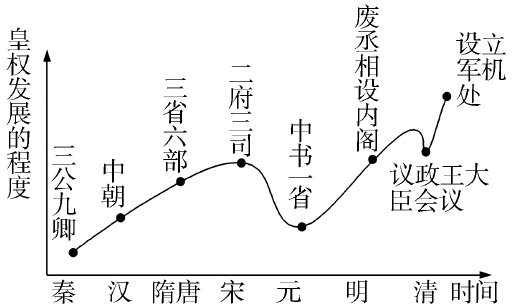 皇权发展的程度
三公九卿
中朝
三省六部
二府三司
中书一省
废丞相设内阁
议政王大
臣会议
设立
军机
处
秦 汉 隋唐 宋 元 明 清 时间